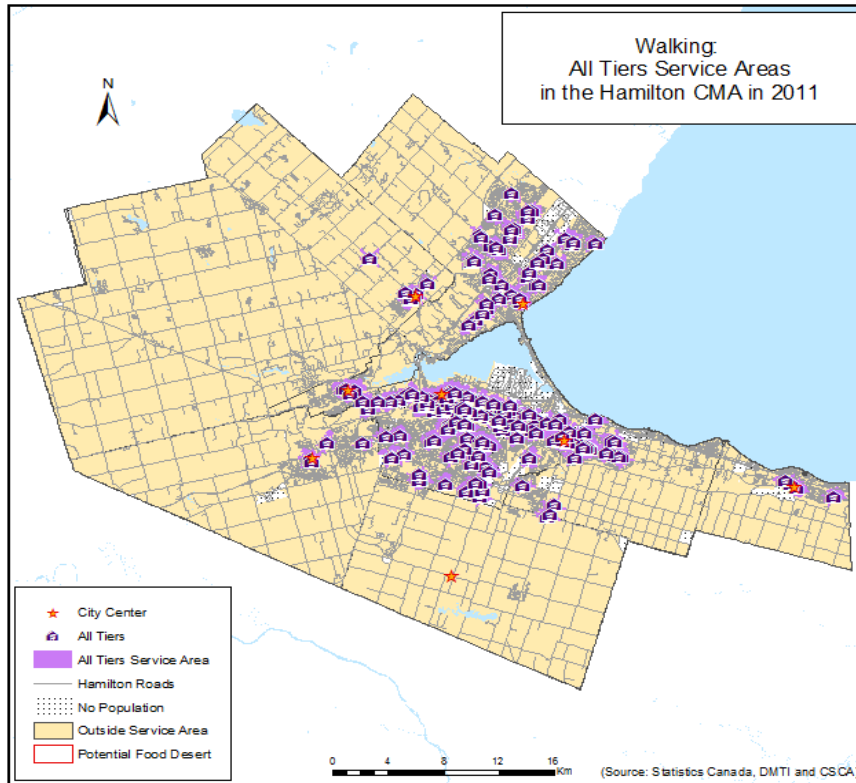 Walking:
All Tiers Service Areas
in the Hamilton CMA in 2011
N
City Center
All Tiers
All Tiers Service Area
Hamilton Roads
No Population
Outside Service Area
Potential Food Desert
0 4 8 12 16
Km
(Source: Statistics Canada, DMTI and CSCA)